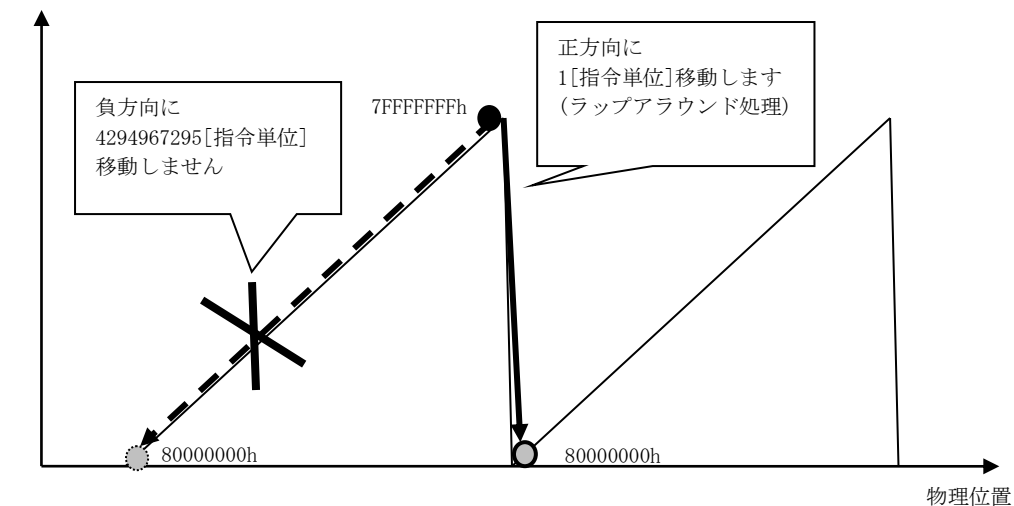 正方向に
1[指令単位]移動します
(ラップアラウンド処理)
負方向に
4294967295[指令単位]
移動しません
7FFFFFFFh
80000000h
80000000h
物理位置